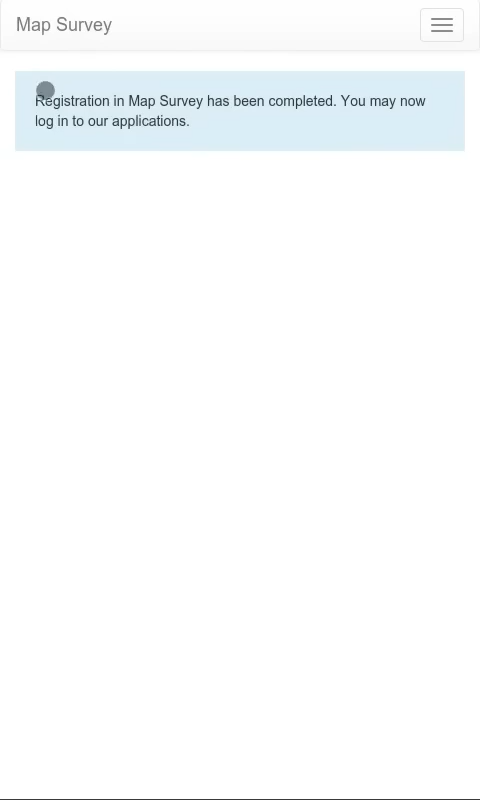 Map Survey
Registration in Map Survey has been completed. You may now
log in to our applications.